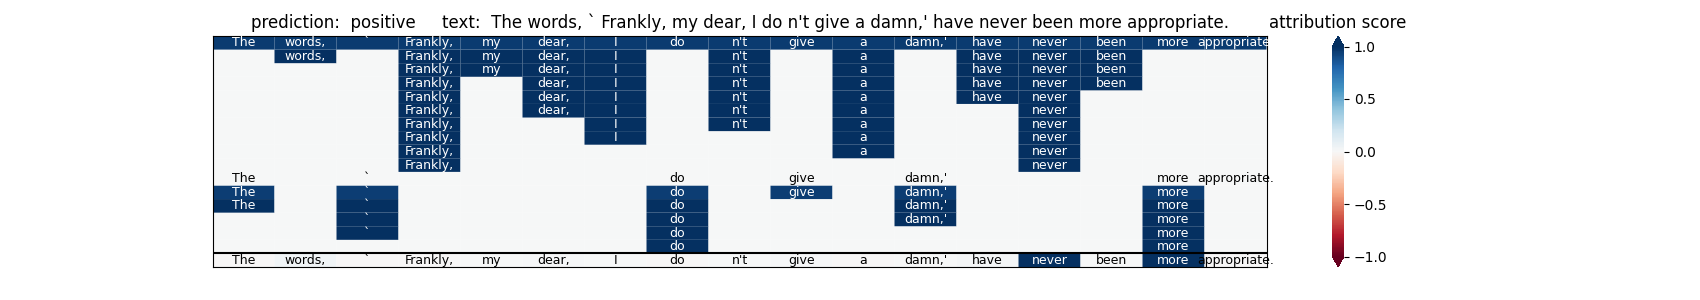 prediction: positive text: The words, ` Frankly, my dear, I do n't give a damn,' have never been more appropriate. attribution score
The words, ` Frankly, my dear, I do n't give a damn,' have never been more appropriate
words, Frankly, my dear, I n't a have never been
Frankly, my dear, I n't a have never been
Frankly, dear, I n't a have never been
Frankly, dear, I n't a have never
Frankly, dear, I n't a never
Frankly, I n't a never
Frankly, I a never
Frankly, a never
Frankly, never
The ` do give damn,' more appropriate.
The ` do give damn,' more
The ` do damn,' more
` do damn,' more
` do more
do more
The words, ` Frankly, my dear, I do n't give a damn,' have never been more appropriate.
1.0
0.5
0.0
−0.5
−1.0